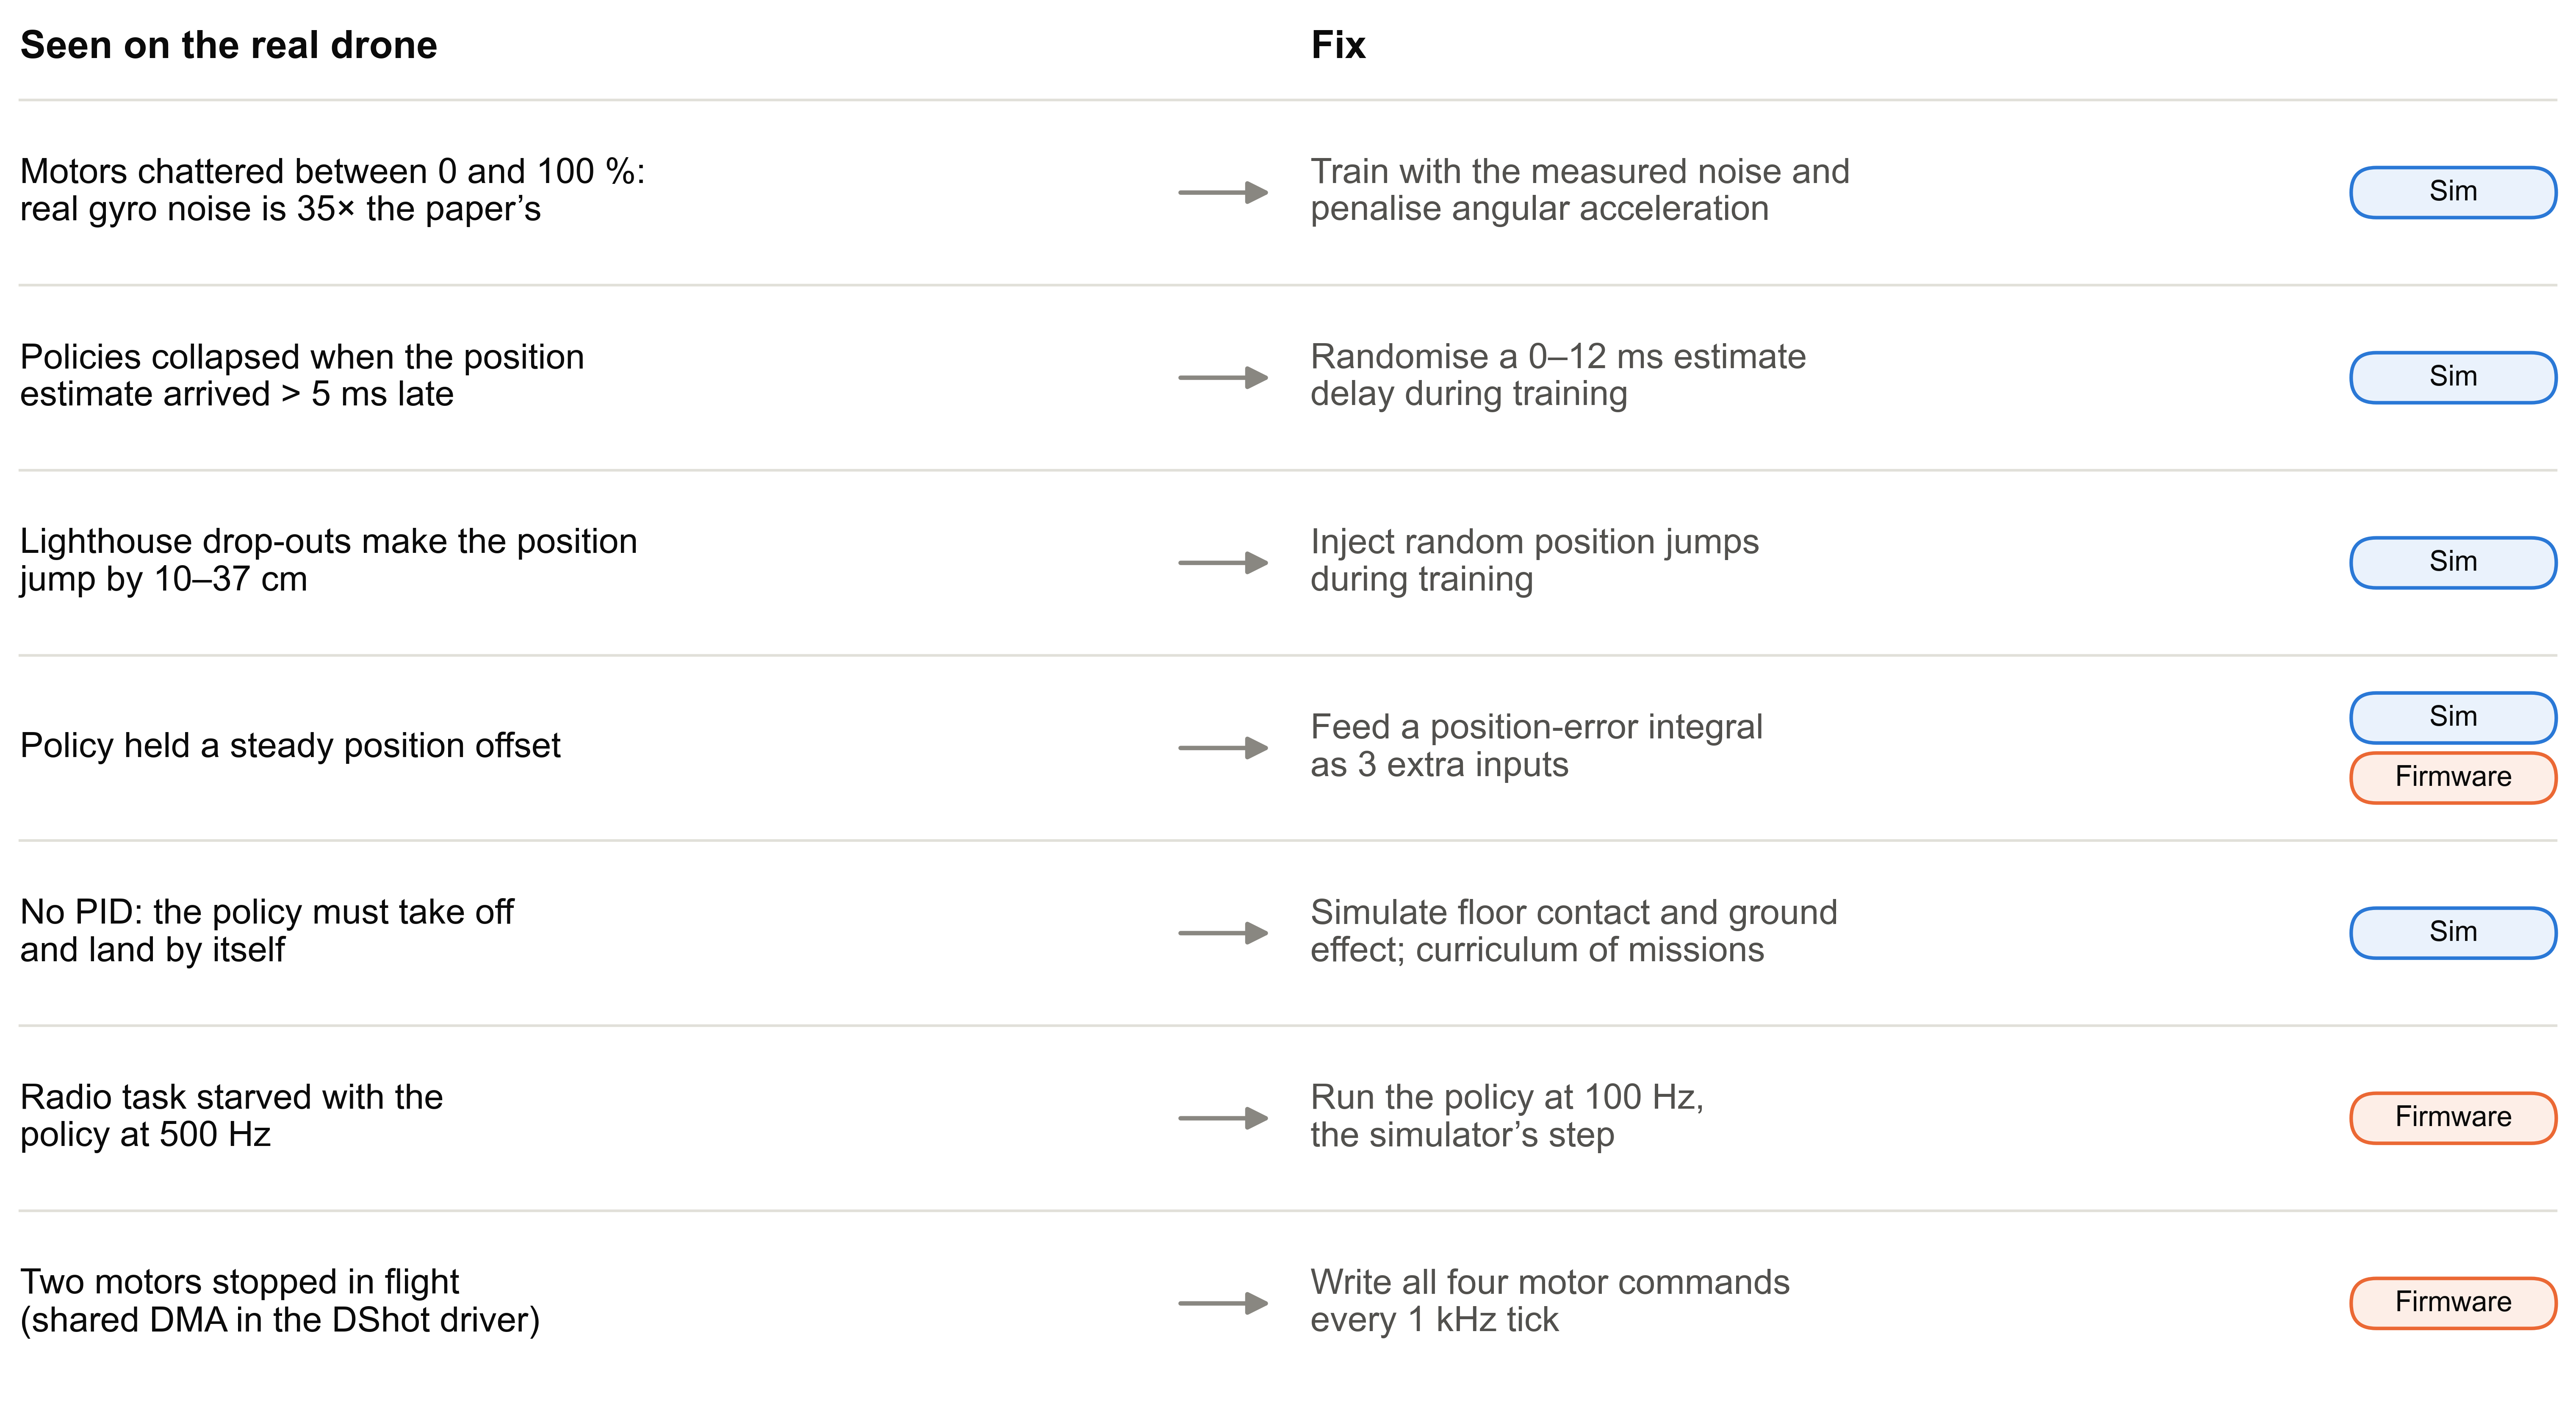 Seen on the real drone
Fix
Motors chattered between 0 and 100 %:
real gyro noise is 35× the paper’s
Train with the measured noise and
penalise angular acceleration
Sim
Policies collapsed when the position
estimate arrived > 5 ms late
Randomise a 0–12 ms estimate
delay during training
Sim
Lighthouse drop-outs make the position
jump by 10–37 cm
Inject random position jumps
during training
Sim
Policy held a steady position offset
Feed a position-error integral
as 3 extra inputs
Sim
Firmware
No PID: the policy must take off
and land by itself
Simulate floor contact and ground
effect; curriculum of missions
Sim
Radio task starved with the
policy at 500 Hz
Run the policy at 100 Hz,
the simulator’s step
Firmware
Two motors stopped in flight
(shared DMA in the DShot driver)
Write all four motor commands
every 1 kHz tick
Firmware